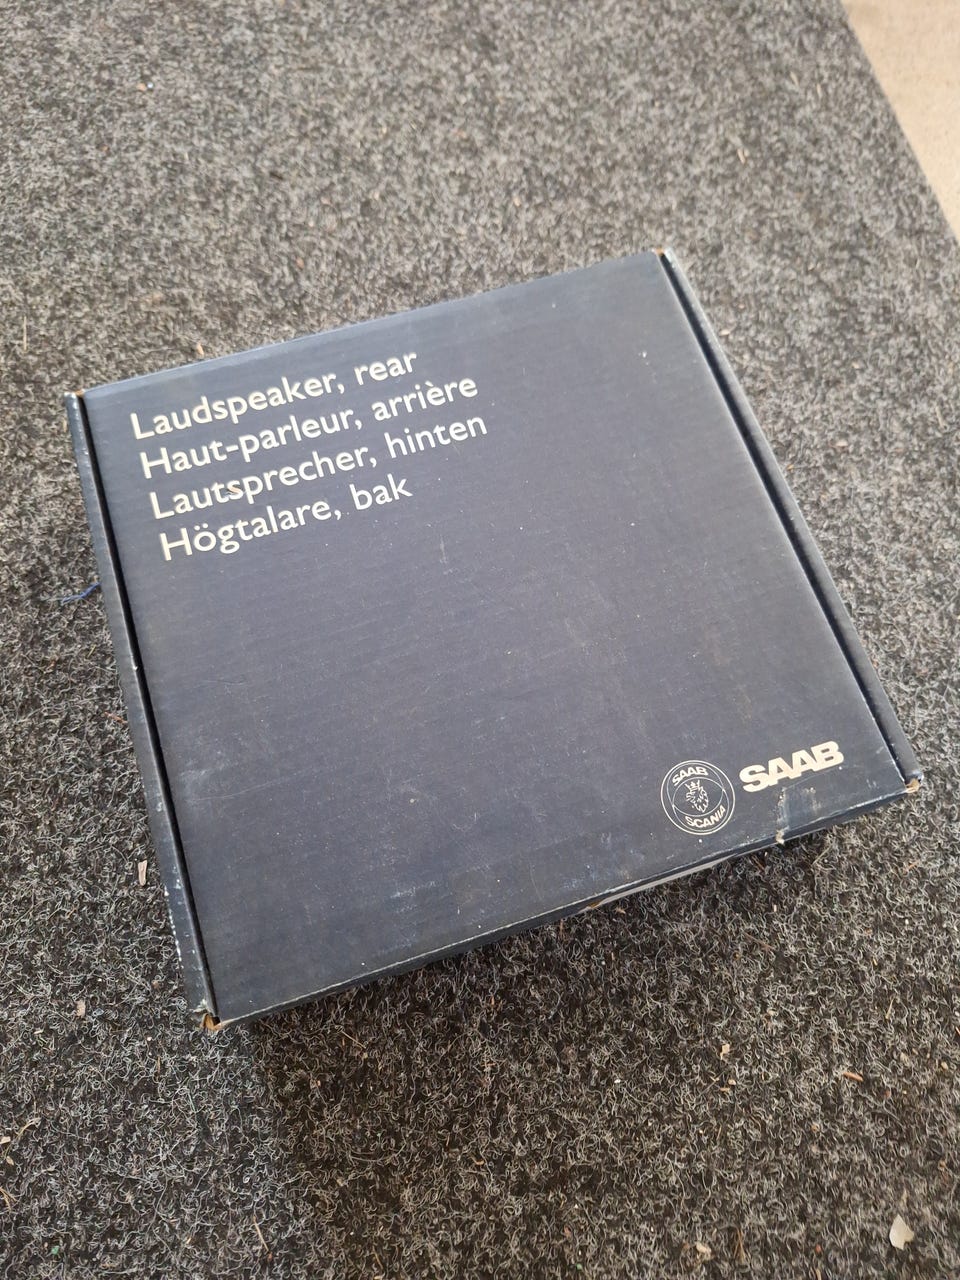 Laudspeaker, rear
Haut-parleur, arrière
Lautsprecher, hinten
Högtalare, bak
SAAB
SCANIA
SAAB